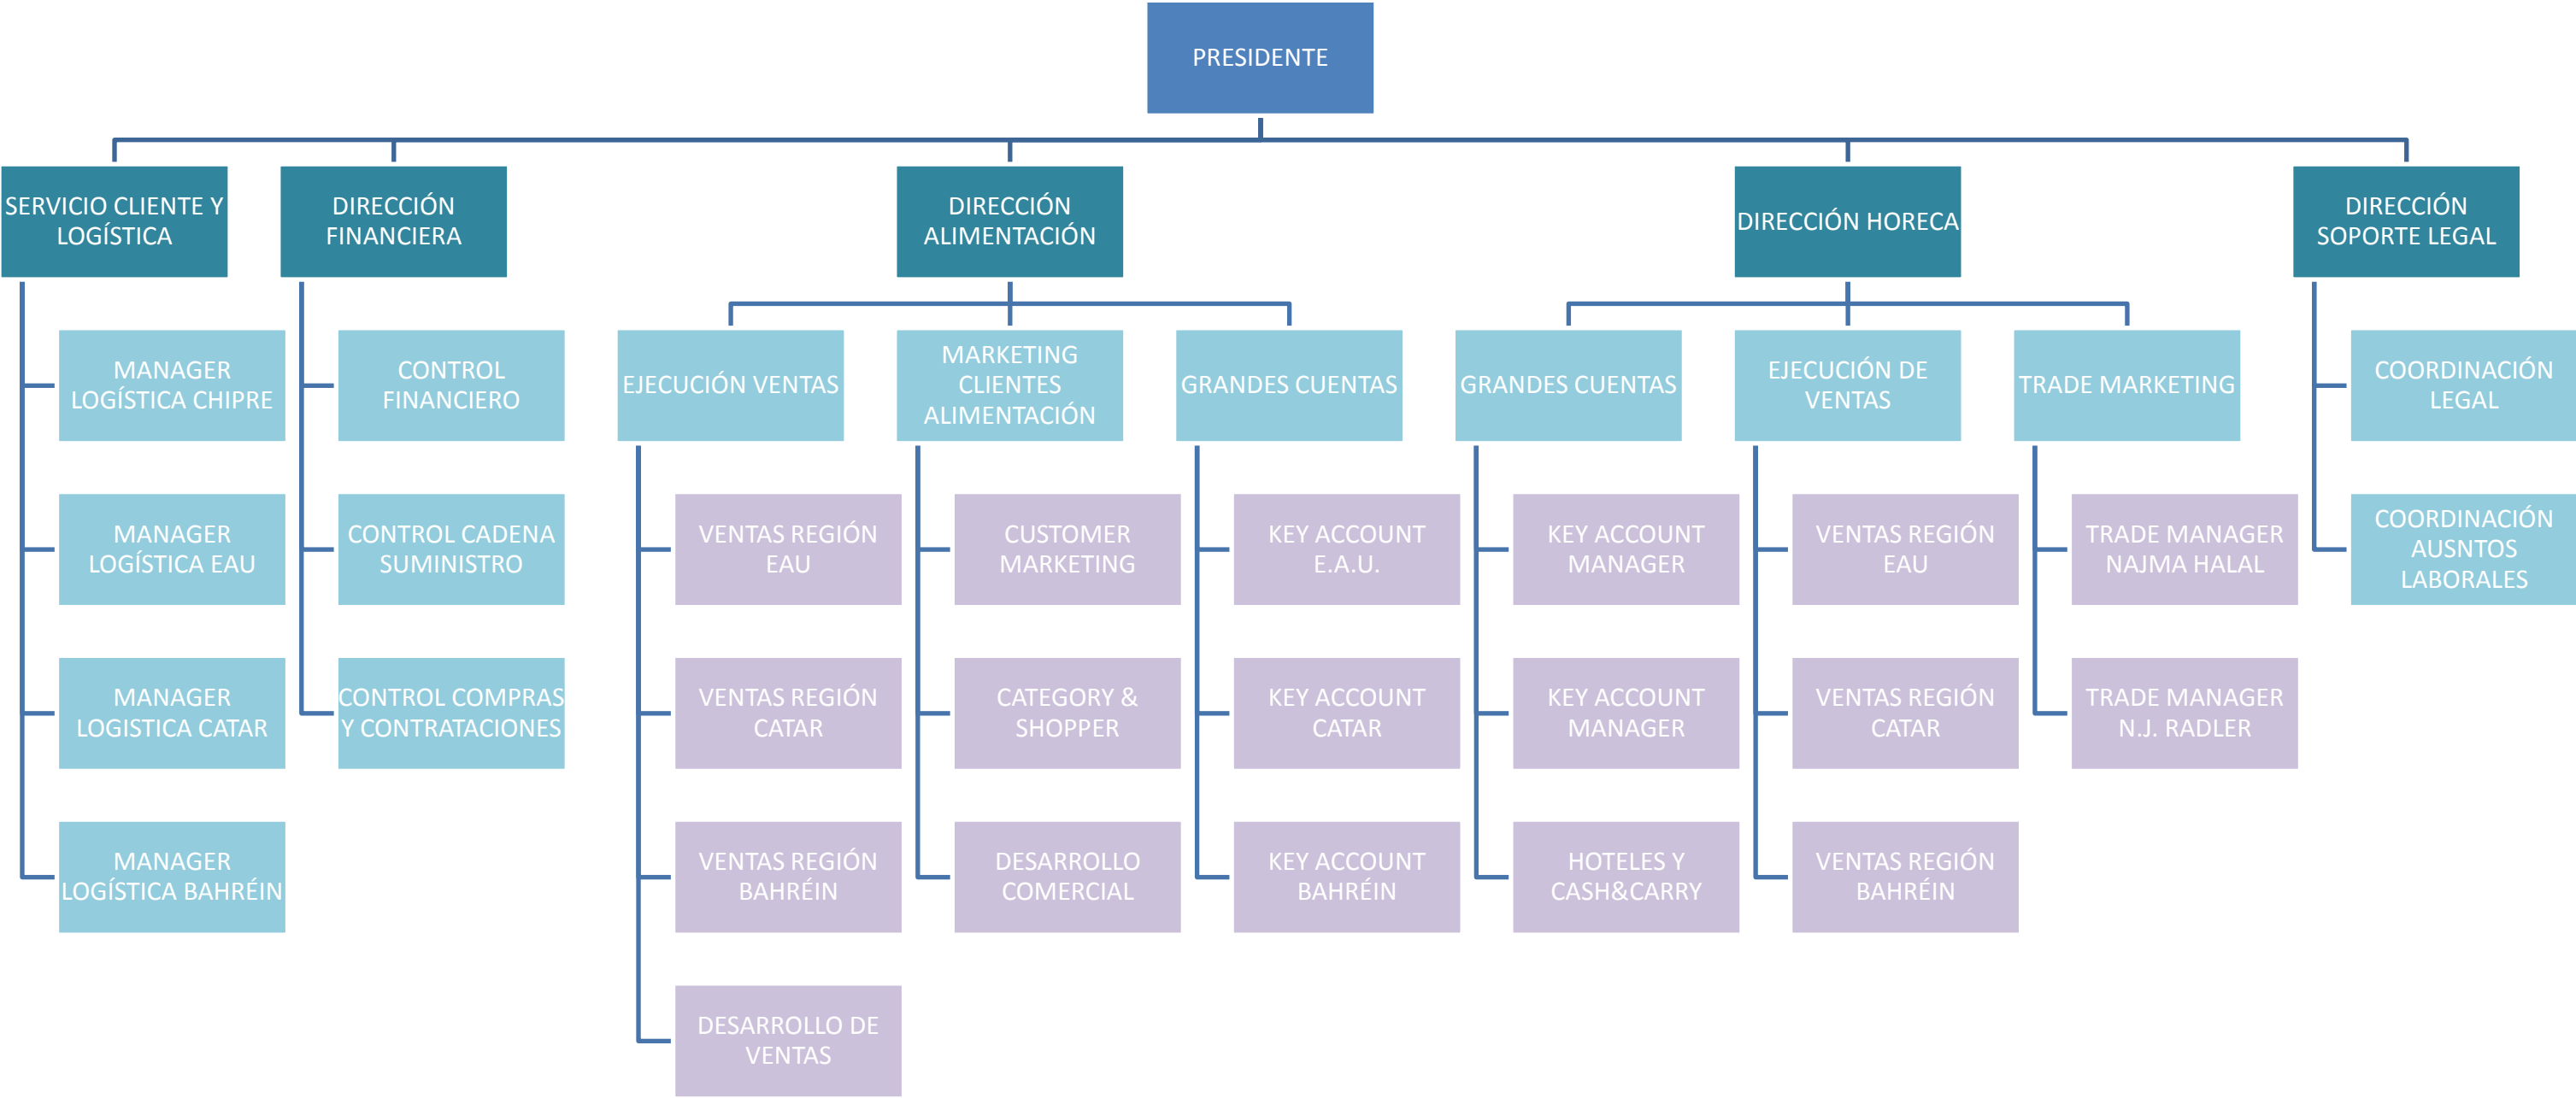 PRESIDENTE
SERVICIO CLIENTE Y
LOGÍSTICA
DIRECCIÓN
FINANCIERA
DIRECCIÓN
ALIMENTACIÓN
DIRECCIÓN HORECA
DIRECCIÓN
SOPORTE LEGAL
MANAGER
LOGÍSTICA CHIPRE
CONTROL
FINANCIERO
EJECUCIÓN VENTAS
MARKETING
CLIENTES
ALIMENTACIÓN
GRANDES CUENTAS
GRANDES CUENTAS
EJECUCIÓN DE
VENTAS
TRADE MARKETING
COORDINACIÓN
LEGAL
MANAGER
LOGÍSTICA EAU
CONTROL CADENA
SUMINISTRO
VENTAS REGIÓN
EAU
CUSTOMER
MARKETING
KEY ACCOUNT
E.A.U.
KEY ACCOUNT
MANAGER
VENTAS REGIÓN
EAU
TRADE MANAGER
NAJMA HALAL
COORDINACIÓN
AUSNTOS
LABORALES
MANAGER
LOGISTICA CATAR
CONTROL COMPRAS
Y CONTRATACIONES
VENTAS REGIÓN
CATAR
CATEGORY &
SHOPPER
KEY ACCOUNT
CATAR
KEY ACCOUNT
MANAGER
VENTAS REGIÓN
CATAR
TRADE MANAGER
N.J. RADLER
MANAGER
LOGÍSTICA BAHRÉIN
VENTAS REGIÓN
BAHRÉIN
DESARROLLO
COMERCIAL
KEY ACCOUNT
BAHRÉIN
HOTELES Y
CASH&CARRY
VENTAS REGIÓN
BAHRÉIN
DESARROLLO DE
VENTAS